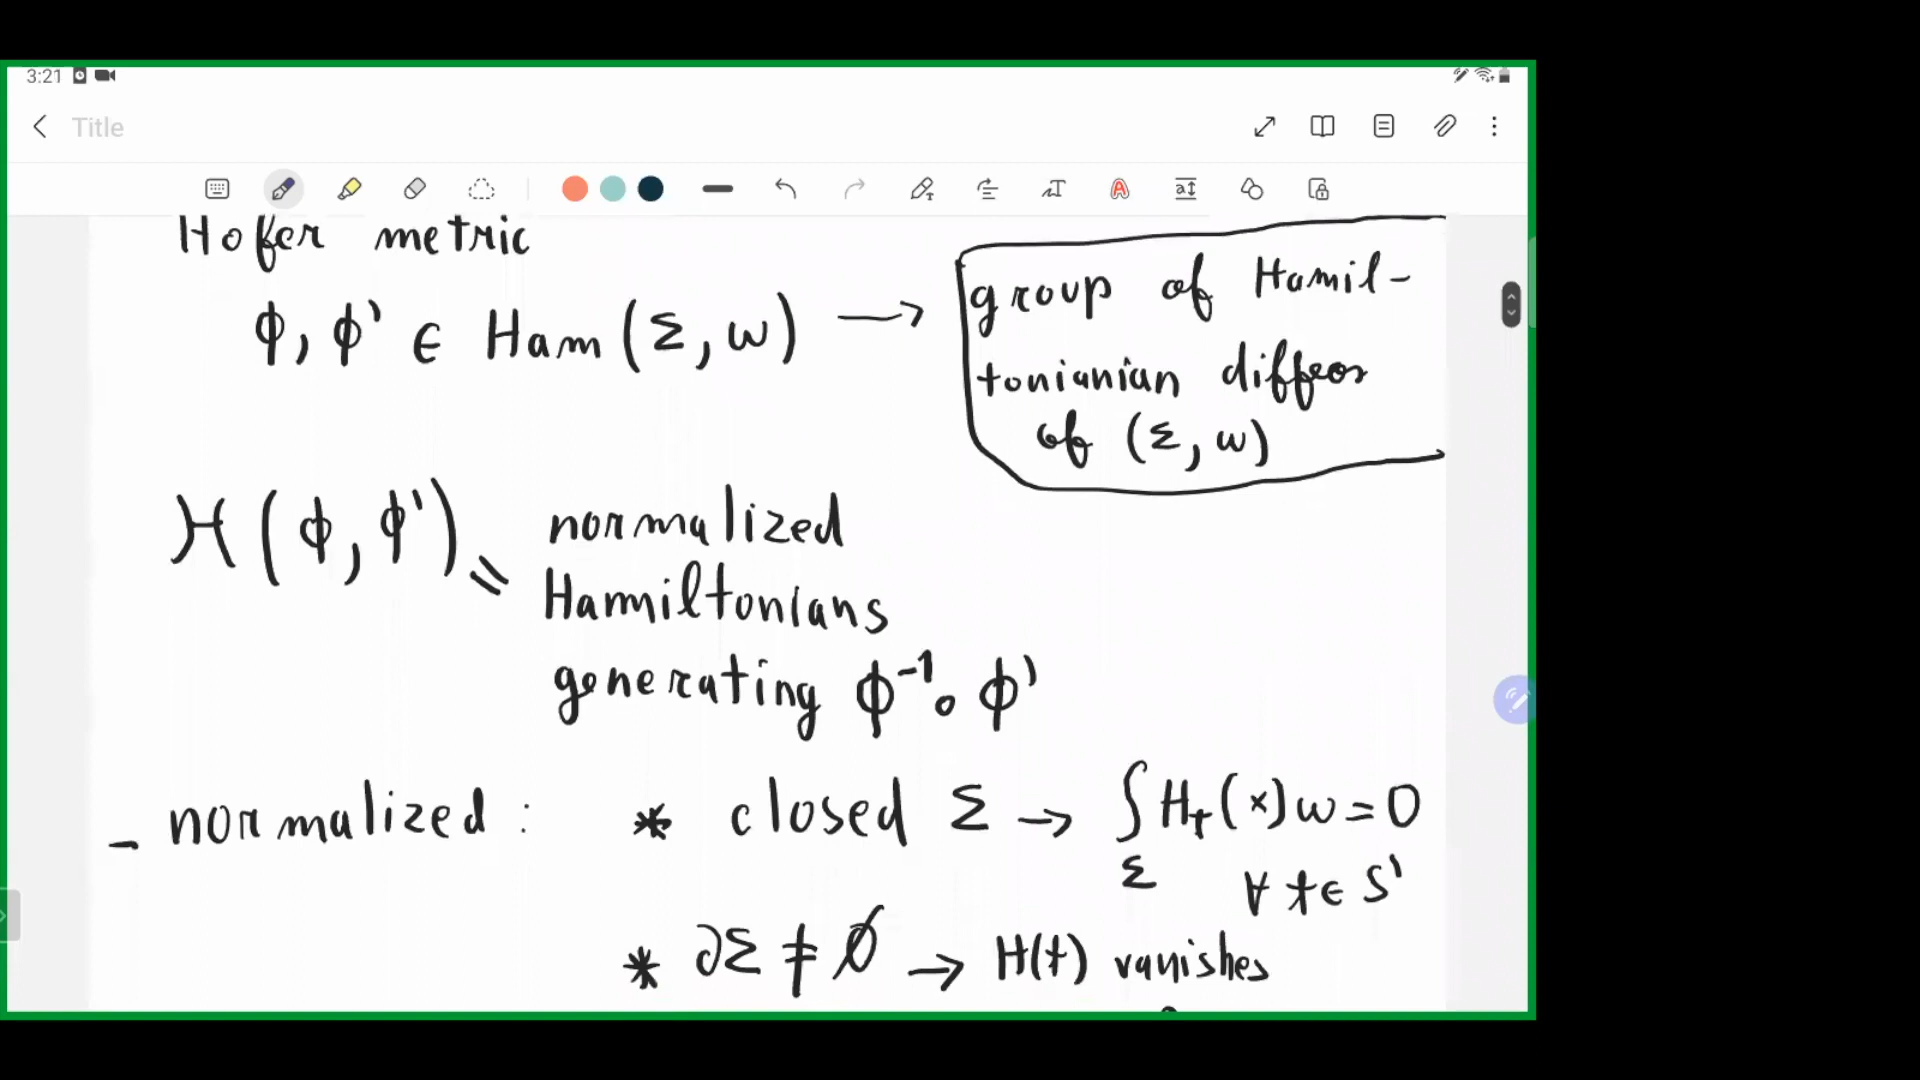 3:21
Title
Hofer metric
ϕ, ϕ' ∈ Ham (Σ, ω) → group of Hamil-
tonianian diffeos
of (Σ, ω)
H(ϕ, ϕ') = normalized
Hamiltonians
generating ϕ⁻¹∘ ϕ'
- normalized : * closed Σ → ∫_Σ H_t(x)ω = 0
∀ t ∈ S¹
* ∂Σ ≠ ∅ → H(t) vanishes